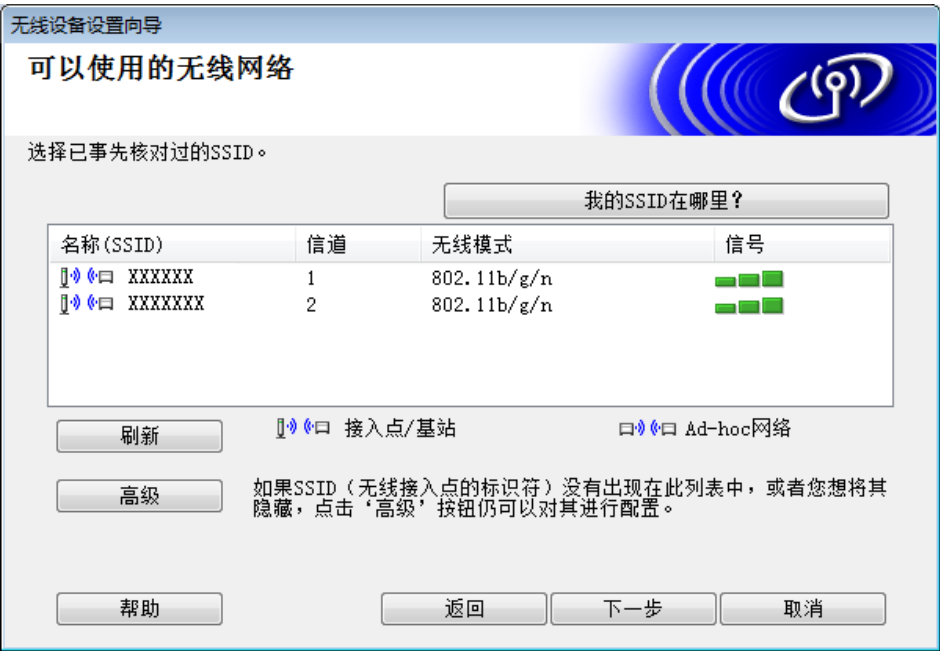 无线设备设置向导
可以使用的无线网络
选择已事先核对过的SSID。
我的SSID在哪里？
名称(SSID) 信道 无线模式 信号
XXXXXX 1 802.11b/g/n
XXXXXXX 2 802.11b/g/n
刷新 接入点/基站 Ad-hoc网络
高级 如果SSID（无线接入点的标识符）没有出现在此列表中，或者您想将其
隐藏，点击‘高级’按钮仍可以对其进行配置。
帮助 返回 下一步 取消